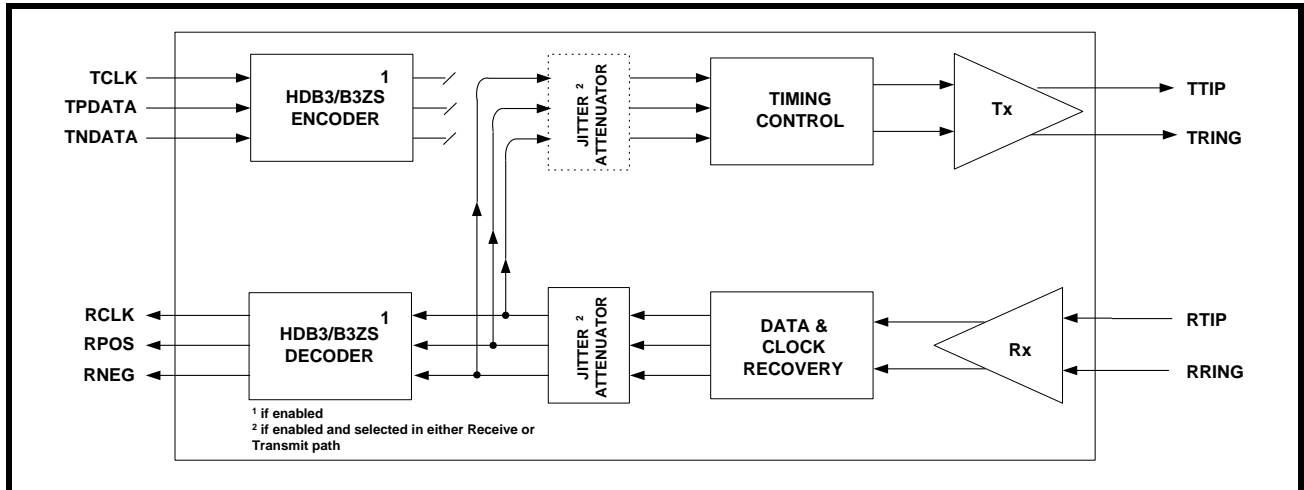 TCLK
TPDATA
TNDATA
HDB3/B3ZS 1
ENCODER
JITTER 2
ATTENUATOR
TIMING
CONTROL
Tx
TTIP
TRING
RCLK
RPOS
RNEG
HDB3/B3ZS 1
DECODER
JITTER 2
ATTENUATOR
DATA &
CLOCK
RECOVERY
Rx
RTIP
RRING
1 if enabled
2 if enabled and selected in either Receive or
Transmit path